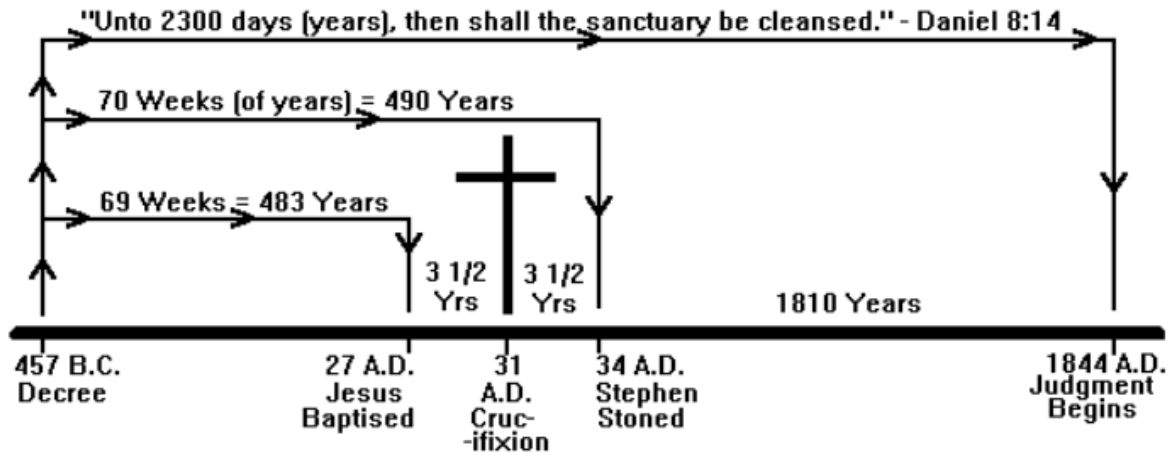 "Unto 2300 days (years), then shall the sanctuary be cleansed." - Daniel 8:14
70 Weeks (of years) = 490 Years
69 Weeks = 483 Years
3 1/2
Yrs
3 1/2
Yrs
1810 Years
457 B.C.
Decree
27 A.D.
Jesus
Baptised
31
A.D.
Cruc-
-ifixion
34 A.D.
Stephen
Stoned
1844 A.D.
Judgment
Begins